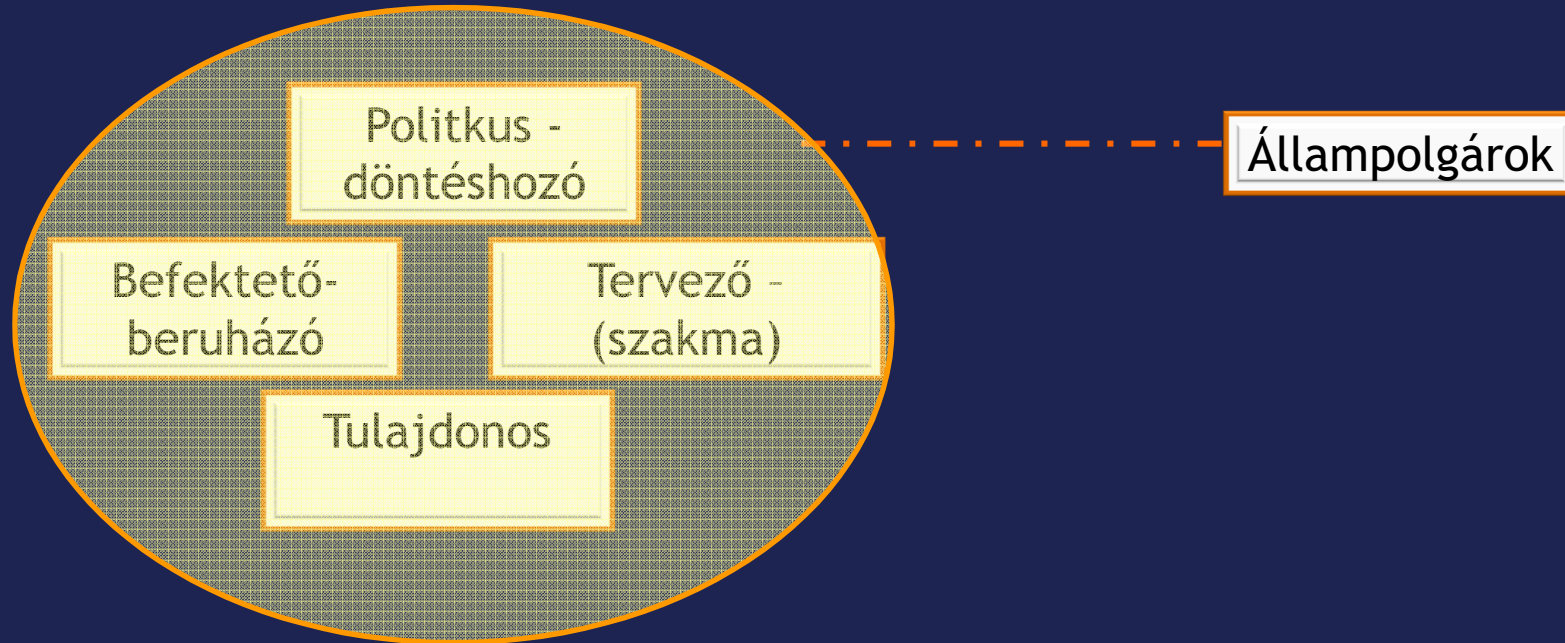 Politkus -
döntéshozó
Állampolgárok
Befektető-
beruházó
Tervező –
(szakma)
Tulajdonos